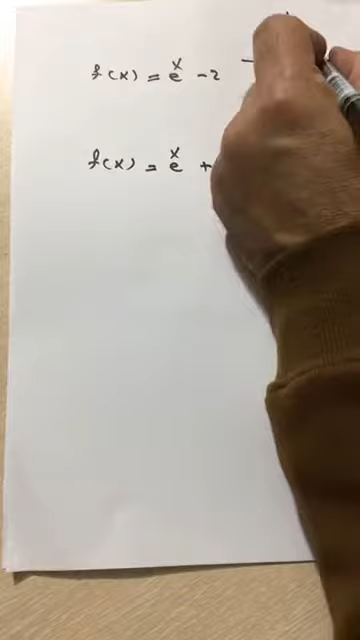 f(x) = e^x - 2
f(x) = e^x +